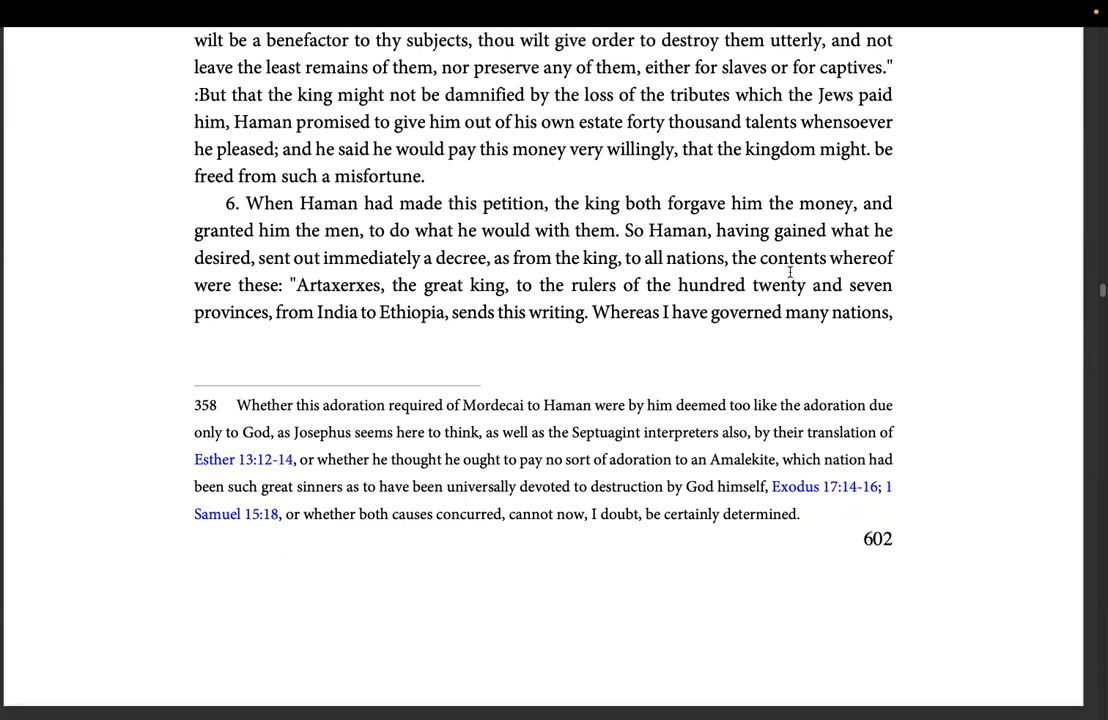 wilt be a benefactor to thy subjects, thou wilt give order to destroy them utterly, and not
leave the least remains of them, nor preserve any of them, either for slaves or for captives."
:But that the king might not be damnified by the loss of the tributes which the Jews paid
him, Haman promised to give him out of his own estate forty thousand talents whensoever
he pleased; and he said he would pay this money very willingly, that the kingdom might. be
freed from such a misfortune.
6. When Haman had made this petition, the king both forgave him the money, and
granted him the men, to do what he would with them. So Haman, having gained what he
desired, sent out immediately a decree, as from the king, to all nations, the contents whereof
were these: "Artaxerxes, the great king, to the rulers of the hundred twenty and seven
provinces, from India to Ethiopia, sends this writing. Whereas I have governed many nations,
358 Whether this adoration required of Mordecai to Haman were by him deemed too like the adoration due
only to God, as Josephus seems here to think, as well as the Septuagint interpreters also, by their translation of
Esther 13:12-14, or whether he thought he ought to pay no sort of adoration to an Amalekite, which nation had
been such great sinners as to have been universally devoted to destruction by God himself, Exodus 17:14-16; 1
Samuel 15:18, or whether both causes concurred, cannot now, I doubt, be certainly determined.
602